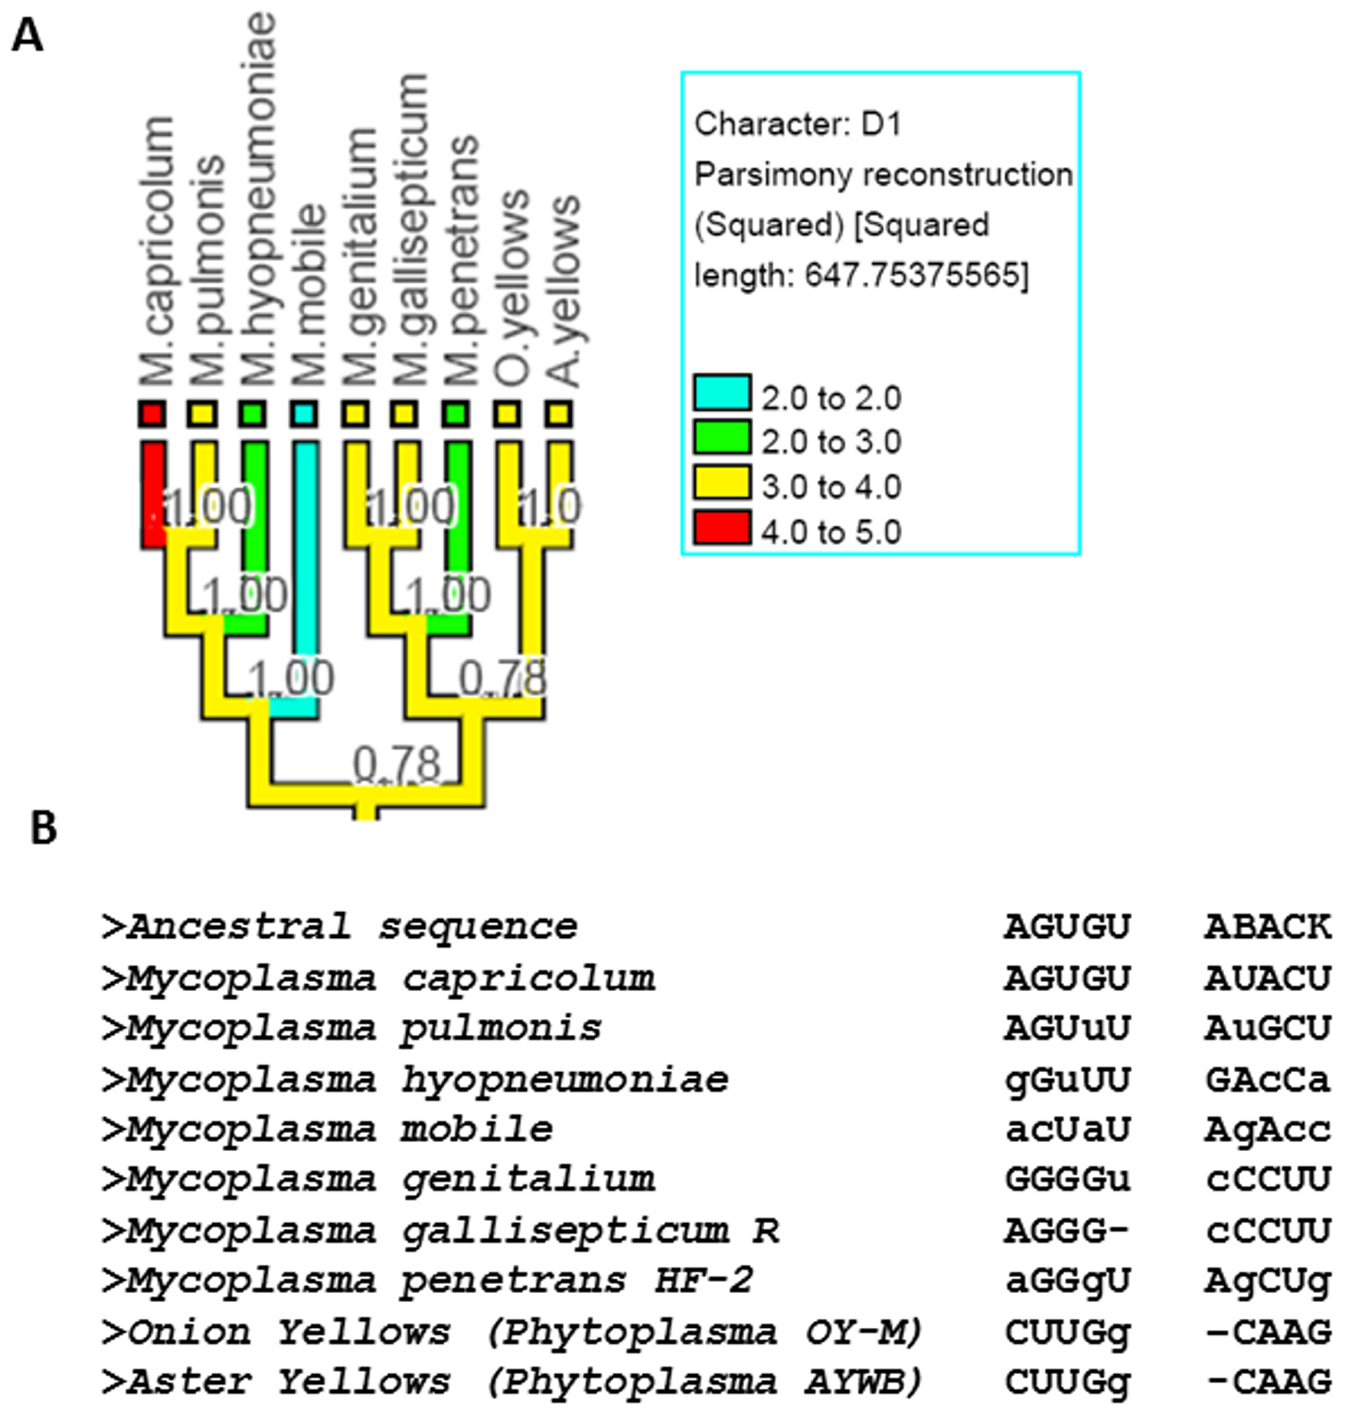 A
M.capricolum
M.pulmonis
M.hyopneumoniae
M.mobile
M.genitalium
M.gallisepticum
M.penetrans
O.yellows
A.yellows
1.00
1.00
1.0
1.00
1.00
1.00
0.78
0.78
Character: D1
Parsimony reconstruction
(Squared) [Squared
length: 647.75375565]
2.0 to 2.0
2.0 to 3.0
3.0 to 4.0
4.0 to 5.0
B
>Ancestral sequence AGUGU ABACK
>Mycoplasma capricolum AGUGU AUACU
>Mycoplasma pulmonis AGUuU AuGCU
>Mycoplasma hyopneumoniae gGuUU GAcCa
>Mycoplasma mobile acUaU AgAcc
>Mycoplasma genitalium GGGGu cCCUU
>Mycoplasma gallisepticum R AGGG- cCCUU
>Mycoplasma penetrans HF-2 aGGgU AgCUg
>Onion Yellows (Phytoplasma OY-M) CUUGg -CAAG
>Aster Yellows (Phytoplasma AYWB) CUUGg -CAAG